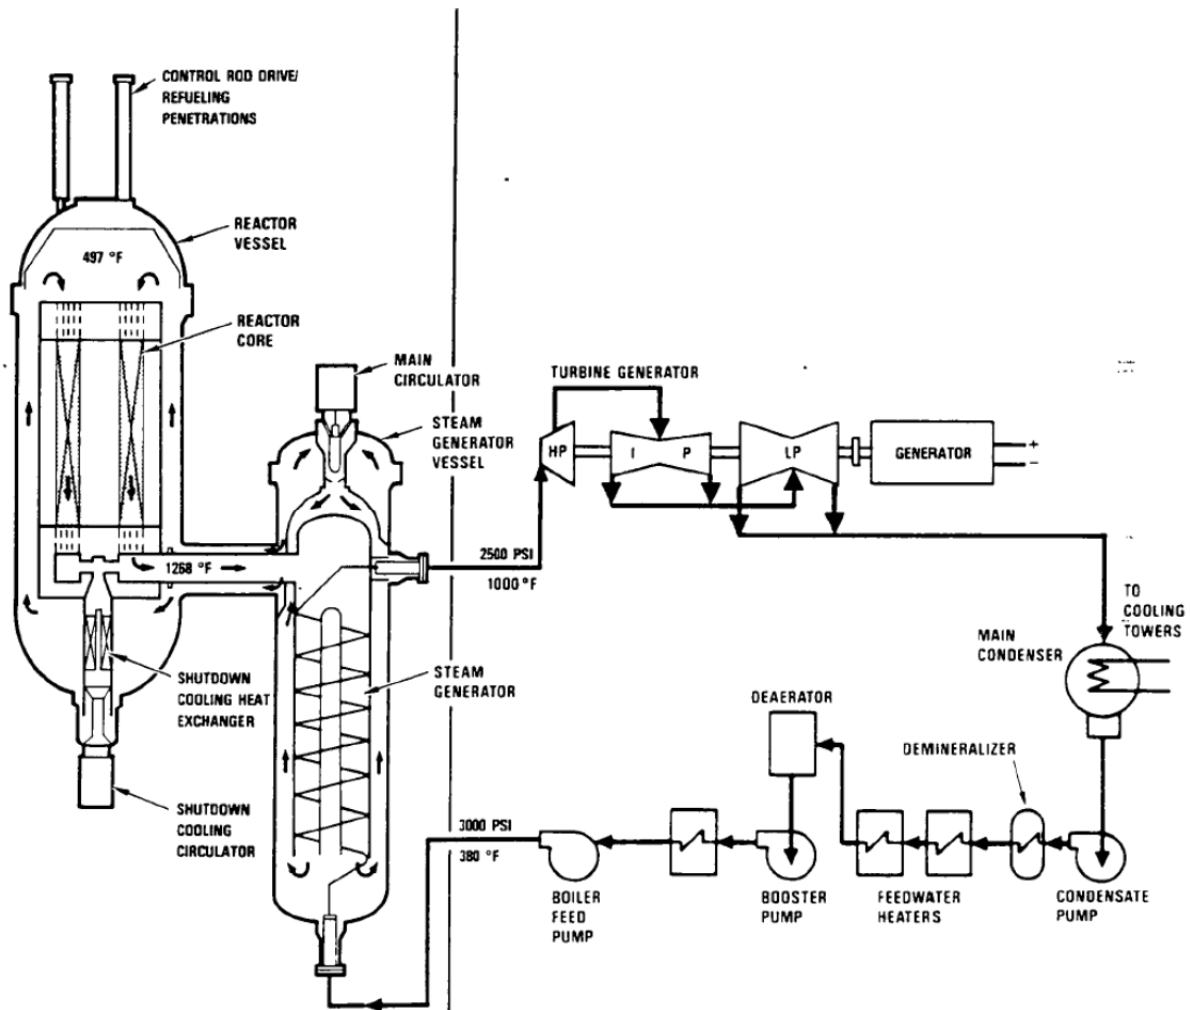 CONTROL ROD DRIVE/
REFUELING
PENETRATIONS
REACTOR
VESSEL
497 °F
REACTOR
CORE
MAIN
CIRCULATOR
TURBINE GENERATOR
STEAM
GENERATOR
VESSEL
HP
I P
LP
GENERATOR
+
−
1268 °F
2500 PSI
1000 °F
TO
COOLING
TOWERS
MAIN
CONDENSER
SHUTDOWN
COOLING HEAT
EXCHANGER
STEAM
GENERATOR
DEAERATOR
DEMINERALIZER
SHUTDOWN
COOLING
CIRCULATOR
3000 PSI
380 °F
BOILER
FEED
PUMP
BOOSTER
PUMP
FEEDWATER
HEATERS
CONDENSATE
PUMP